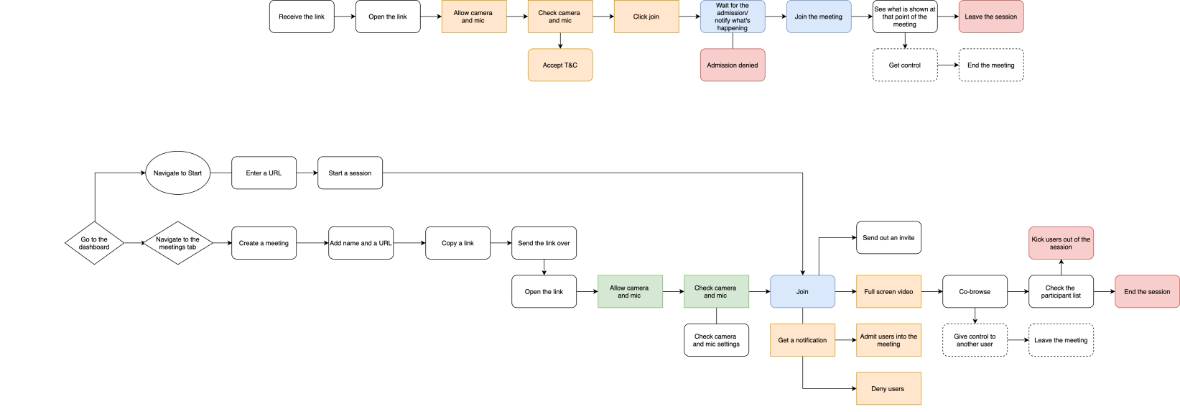 Receive the link
Open the link
Allow camera
and mic
Check camera
and mic
Click join
Wait for the
admission/
notify what's
happening
Join the meeting
See what is shown at
that point of the
meeting
Leave the session
Accept T&C
Admission denied
Get control
End the meeting
Navigate to Start
Enter a URL
Start a session
Go to the
dashboard
Navigate to the
meetings tab
Create a meeting
Add name and a URL
Copy a link
Send the link over
Send out an invite
Kick users out of the
session
Open the link
Allow camera
and mic
Check camera
and mic
Join
Full screen video
Co-browse
Check the
participant list
End the session
Check camera
and mic settings
Get a notification
Admit users into the
meeting
Give control to
another user
Leave the meeting
Deny users